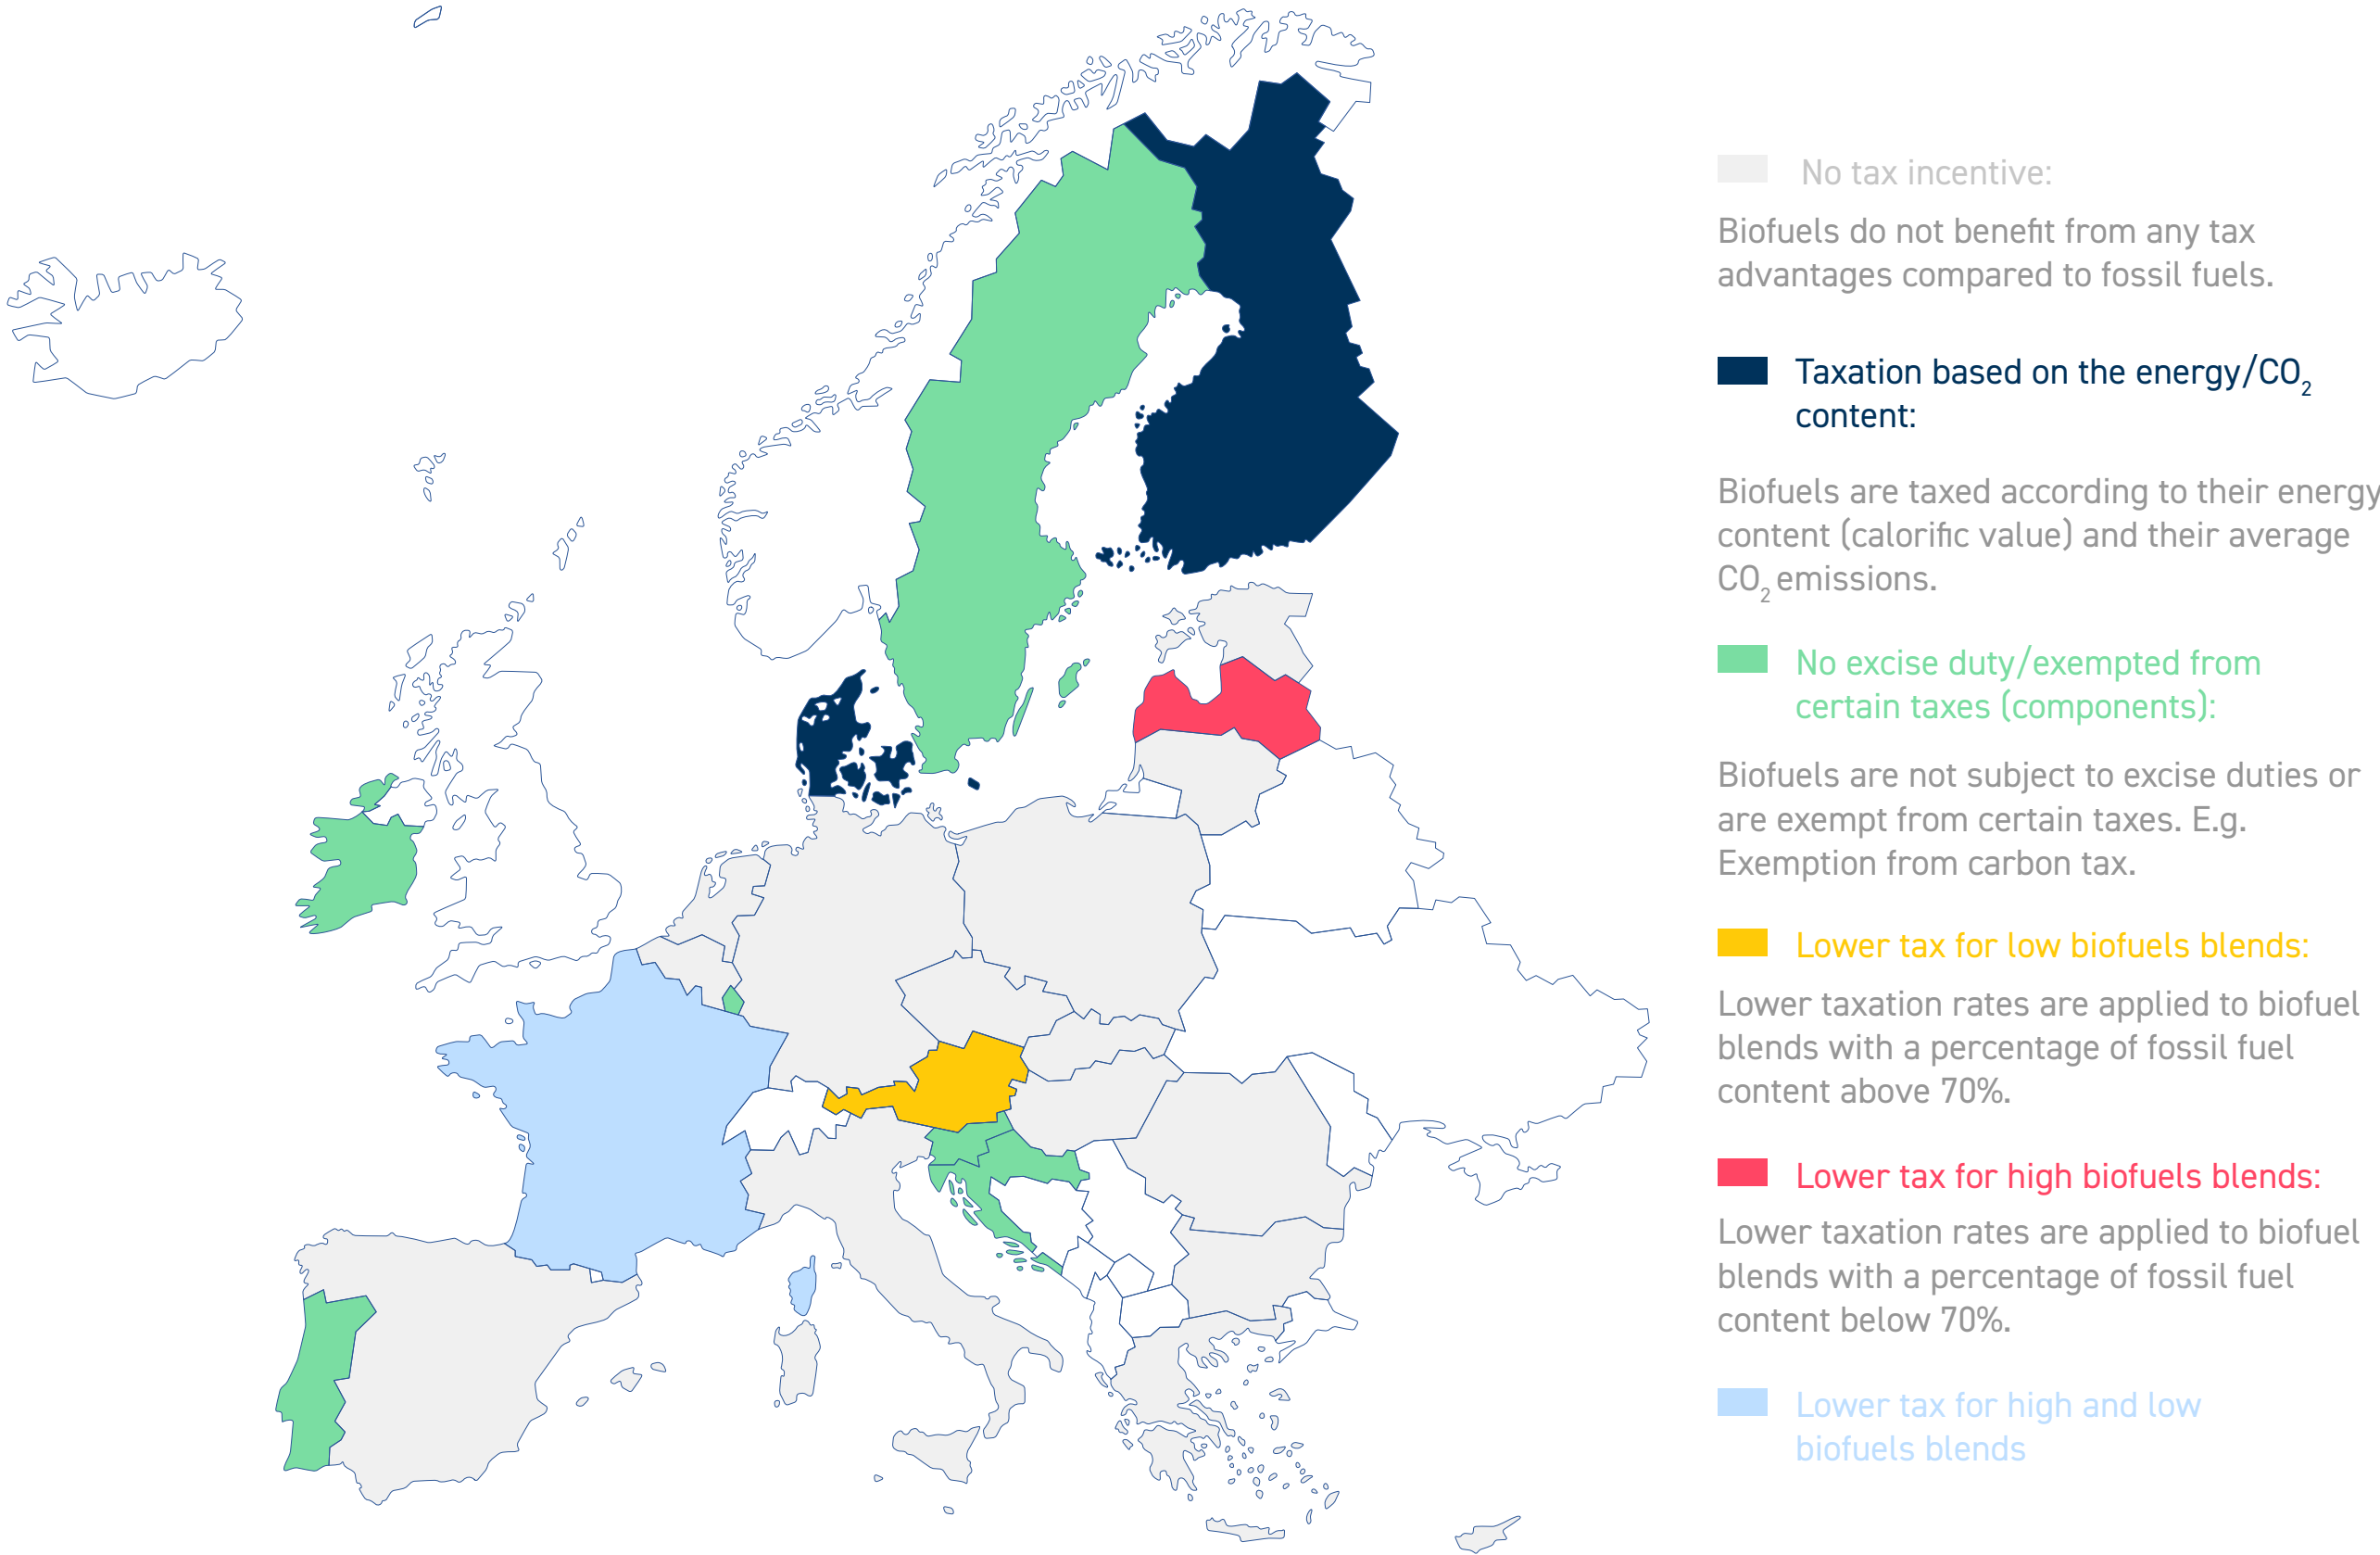 No tax incentive:
Biofuels do not benefit from any tax
advantages compared to fossil fuels.
Taxation based on the energy/CO₂
content:
Biofuels are taxed according to their energy
content (calorific value) and their average
CO₂ emissions.
No excise duty/exempted from
certain taxes (components):
Biofuels are not subject to excise duties or
are exempt from certain taxes. E.g.
Exemption from carbon tax.
Lower tax for low biofuels blends:
Lower taxation rates are applied to biofuel
blends with a percentage of fossil fuel
content above 70%.
Lower tax for high biofuels blends:
Lower taxation rates are applied to biofuel
blends with a percentage of fossil fuel
content below 70%.
Lower tax for high and low
biofuels blends